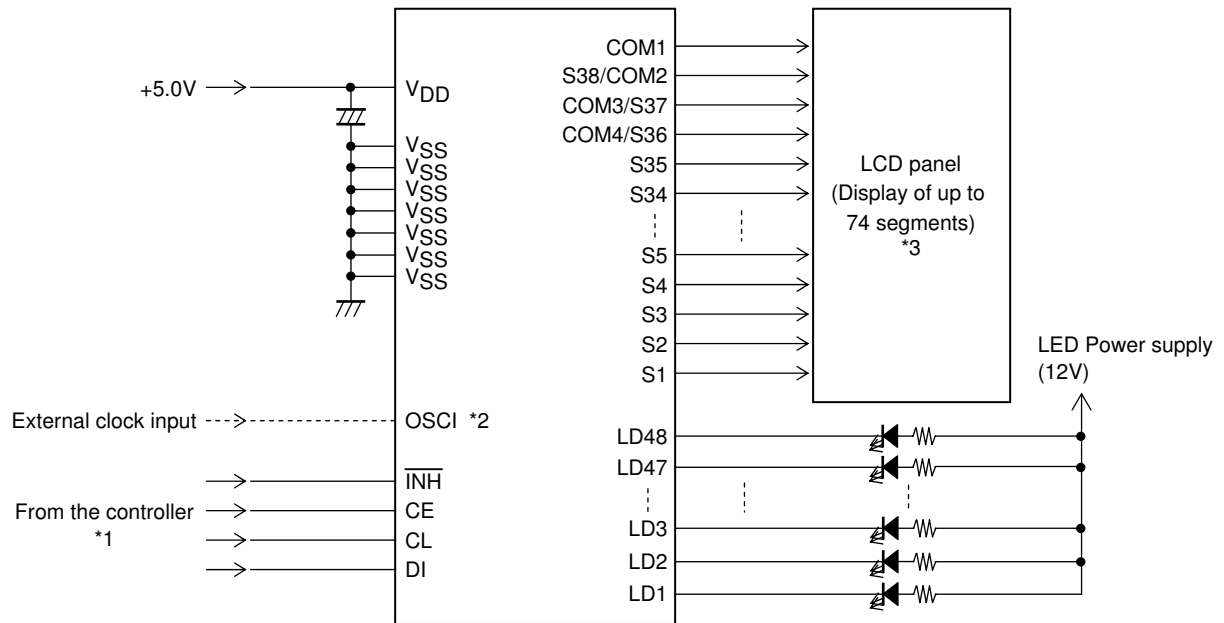 +5.0V
VDD
VSS
VSS
VSS
VSS
VSS
VSS
VSS
External clock input
OSCI *2
From the controller
*1
INH
CE
CL
DI
COM1
S38/COM2
COM3/S37
COM4/S36
S35
S34
S5
S4
S3
S2
S1
LD48
LD47
LD3
LD2
LD1
LCD panel
(Display of up to
74 segments)
*3
LED Power supply
(12V)